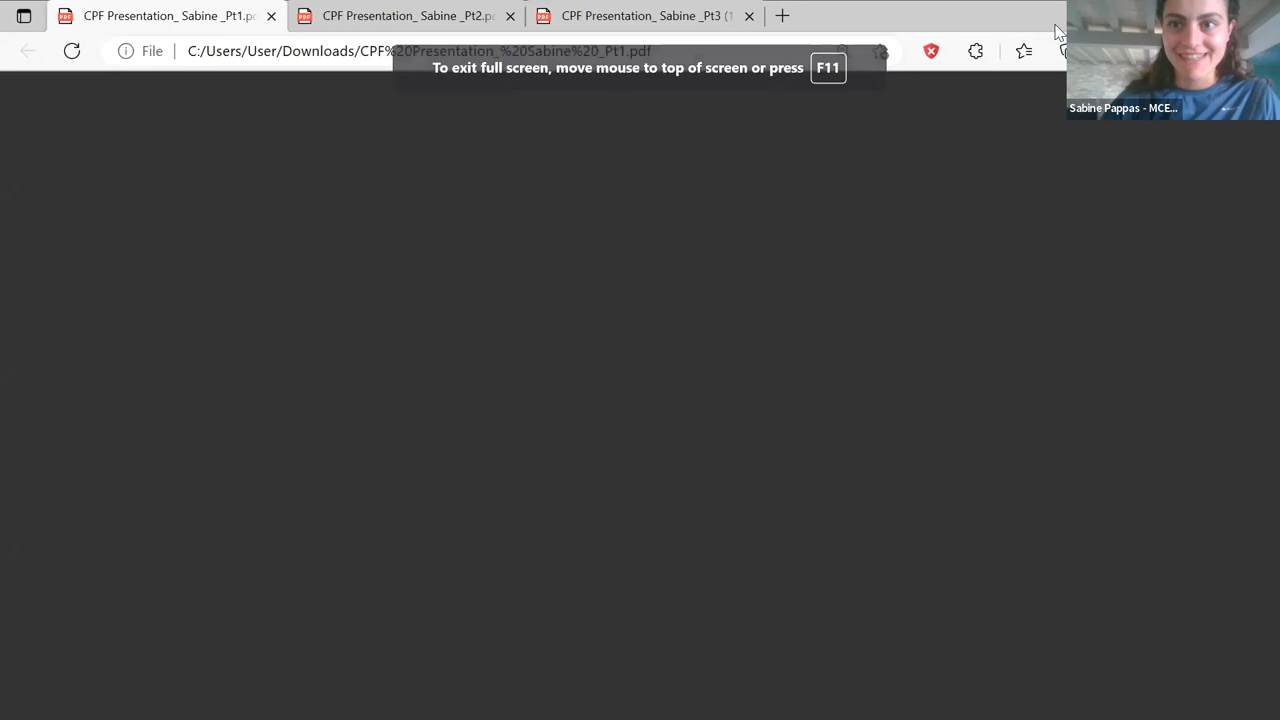 CPF Presentation_ Sabine _Pt1.pd
CPF Presentation_ Sabine _Pt2.pd
CPF Presentation_ Sabine _Pt3 (1
File
C:/Users/User/Downloads/CPF%20Presentation_%20Sabine%20_Pt1.pdf
To exit full screen, move mouse to top of screen or press F11
Sabine Pappas - MCE...